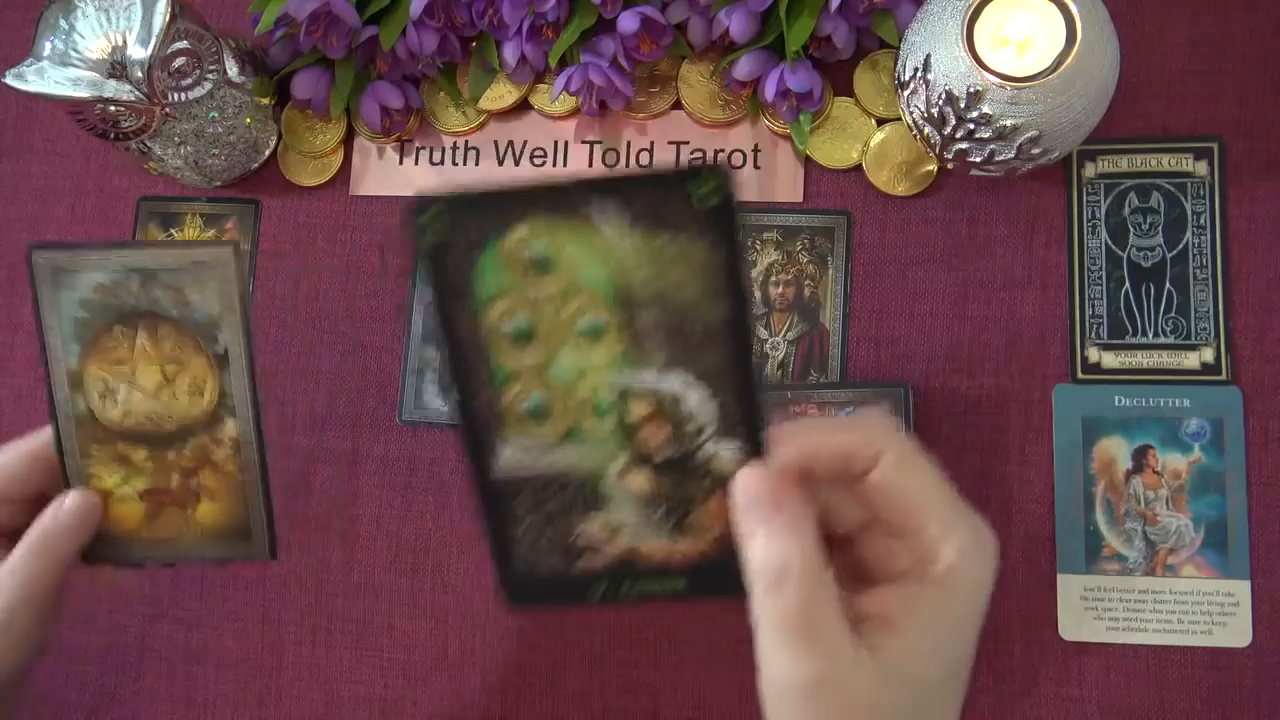 Truth Well Told Tarot
THE BLACK CAT
YOUR LUCK WILL
SOON CHANGE
DECLUTTER
You'll feel better and more focused if you'll take
the time to clear away clutter from your living and
work space. Donate what you can to help others
who may need your items. Be sure to keep
your schedule uncluttered as well.
K